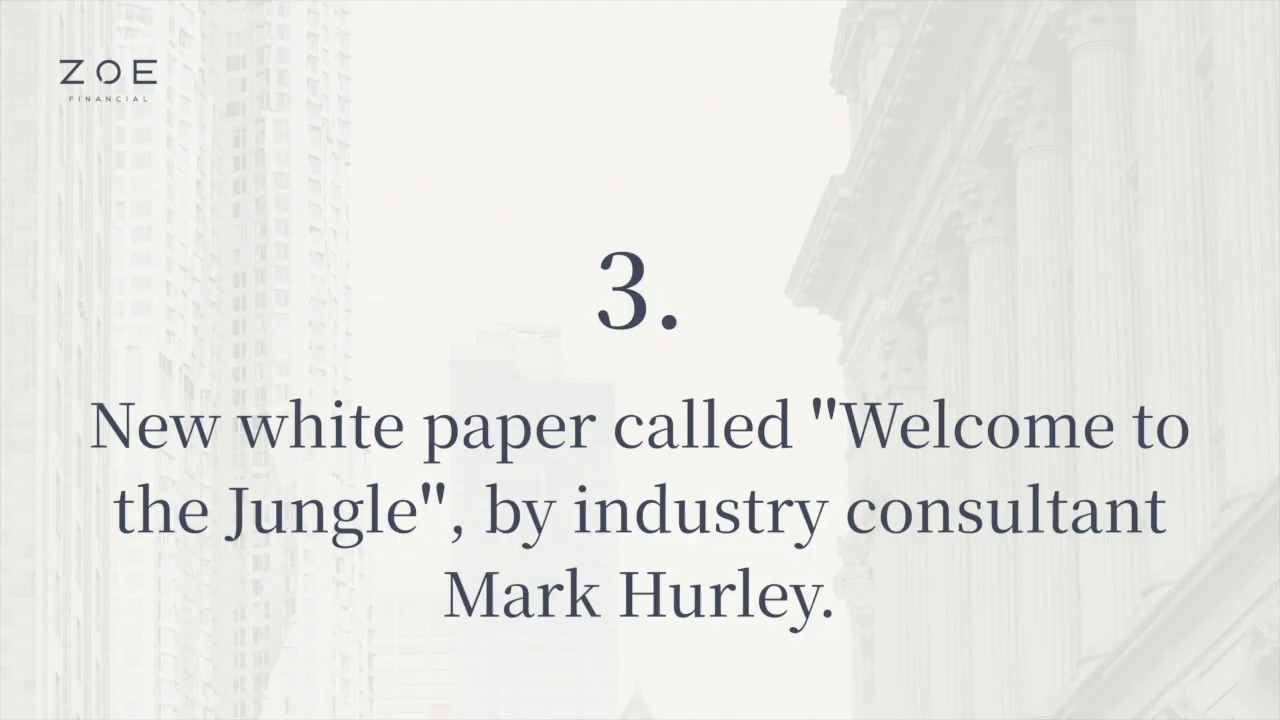 ZOE
FINANCIAL
3.
New white paper called "Welcome to
the Jungle", by industry consultant
Mark Hurley.